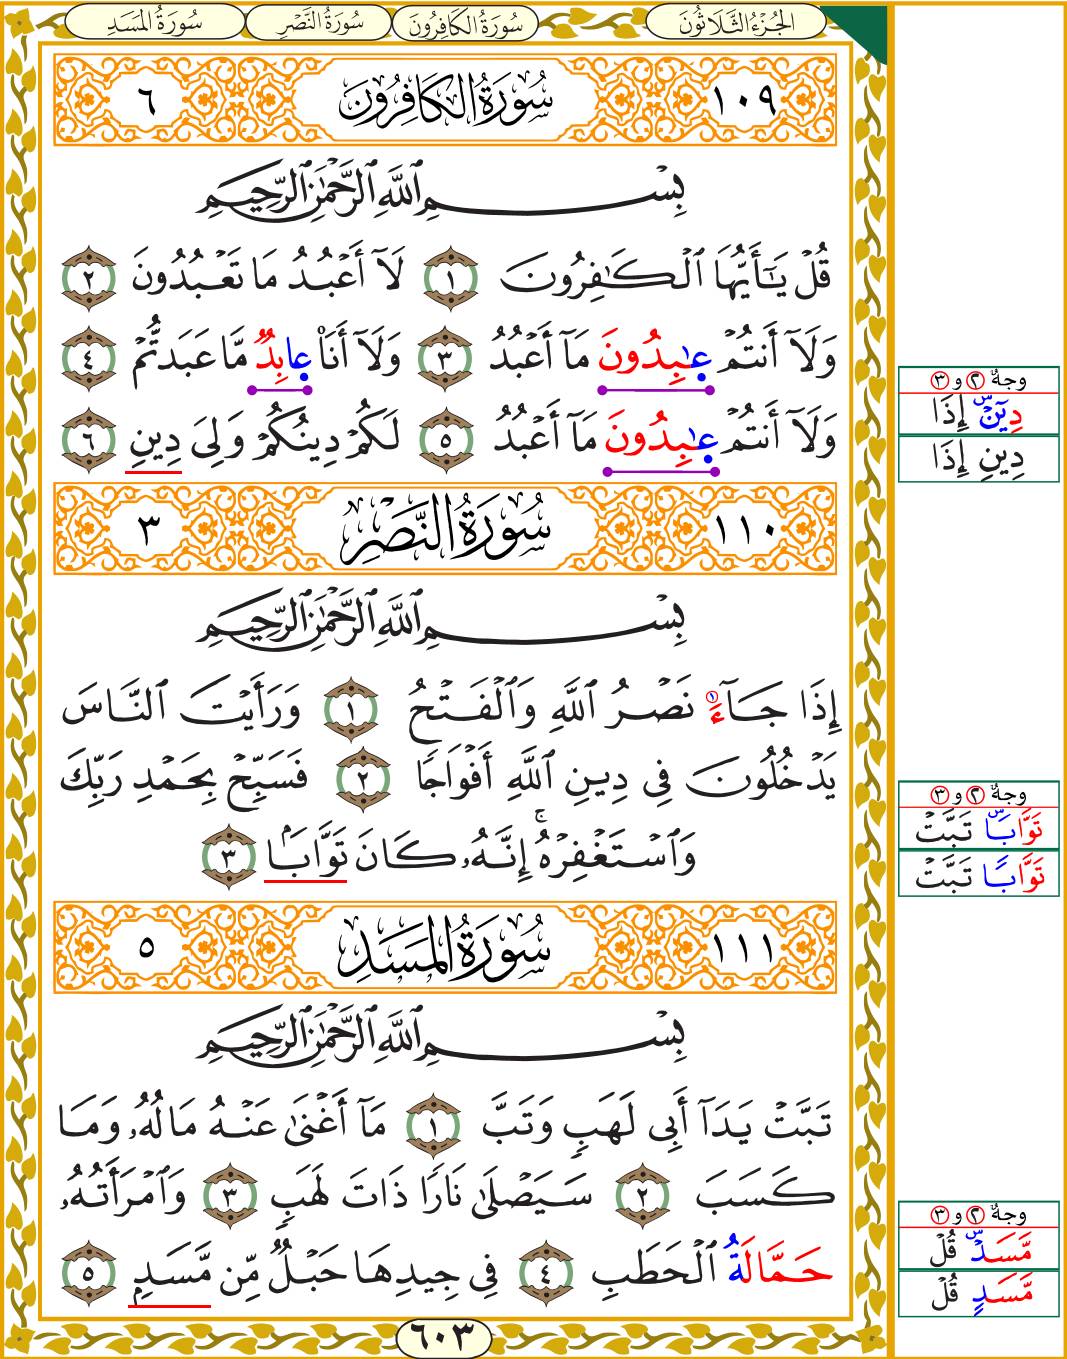 الجُزْءُ الثَّلَاثُونَ
سُورَةُ الكَافِرُونَ
سُورَةُ النَّصْرِ
سُورَةُ المَسَدِ
١٠٩ سُورَةُ الكَافِرُونَ ٦
بِسْمِ ٱللَّهِ ٱلرَّحْمَٰنِ ٱلرَّحِيمِ
قُلْ يَـٰٓأَيُّهَا ٱلْكَـٰفِرُونَ ١ لَآ أَعْبُدُ مَا تَعْبُدُونَ ٢
وَلَآ أَنتُمْ عَـٰبِدُونَ مَآ أَعْبُدُ ٣ وَلَآ أَنَا۠ عَابِدٌ مَّا عَبَدتُّمْ ٤
وَلَآ أَنتُمْ عَـٰبِدُونَ مَآ أَعْبُدُ ٥ لَكُمْ دِينُكُمْ وَلِىَ دِينِ ٦
١١٠ سُورَةُ النَّصْرِ ٣
بِسْمِ ٱللَّهِ ٱلرَّحْمَٰنِ ٱلرَّحِيمِ
إِذَا جَآءَ ١ نَصْرُ ٱللَّهِ وَٱلْفَتْحُ ١ وَرَأَيْتَ ٱلنَّاسَ
يَدْخُلُونَ فِى دِينِ ٱللَّهِ أَفْوَاجًا ٢ فَسَبِّحْ بِحَمْدِ رَبِّكَ
وَٱسْتَغْفِرْهُ ۚ إِنَّهُۥ كَانَ تَوَّابَۢا ٣
١١١ سُورَةُ المَسَدِ ٥
بِسْمِ ٱللَّهِ ٱلرَّحْمَٰنِ ٱلرَّحِيمِ
تَبَّتْ يَدَآ أَبِى لَهَبٍ وَتَبَّ ١ مَآ أَغْنَىٰ عَنْهُ مَالُهُۥ وَمَا
كَسَبَ ٢ سَيَصْلَىٰ نَارًا ذَاتَ لَهَبٍ ٣ وَٱمْرَأَتُهُۥ
حَمَّالَةُ ٱلْحَطَبِ ٤ فِى جِيدِهَا حَبْلٌ مِّن مَّسَدٍۭ ٥
٦٠٣
وجهٌ ٢ و ٣
دِينِ ۜ إِذَا
دِينِ إِذَا
وجهٌ ٢ و ٣
تَوَّابَا ۜ تَبَّتْ
تَوَّابًا تَبَّتْ
وجهٌ ٢ و ٣
مَّسَدْ ۜ قُلْ
مَّسَدٍ قُلْ